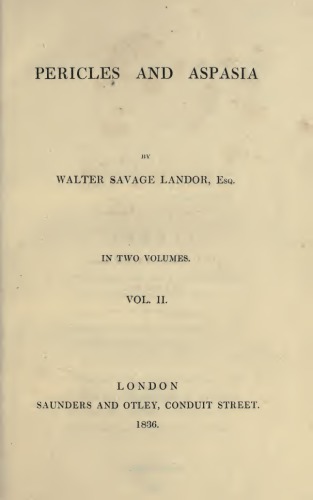 PERICLES AND ASPASIA
BY
WALTER SAVAGE LANDOR, ESQ.
IN TWO VOLUMES.
VOL. II.
LONDON
SAUNDERS AND OTLEY, CONDUIT STREET.
1836.